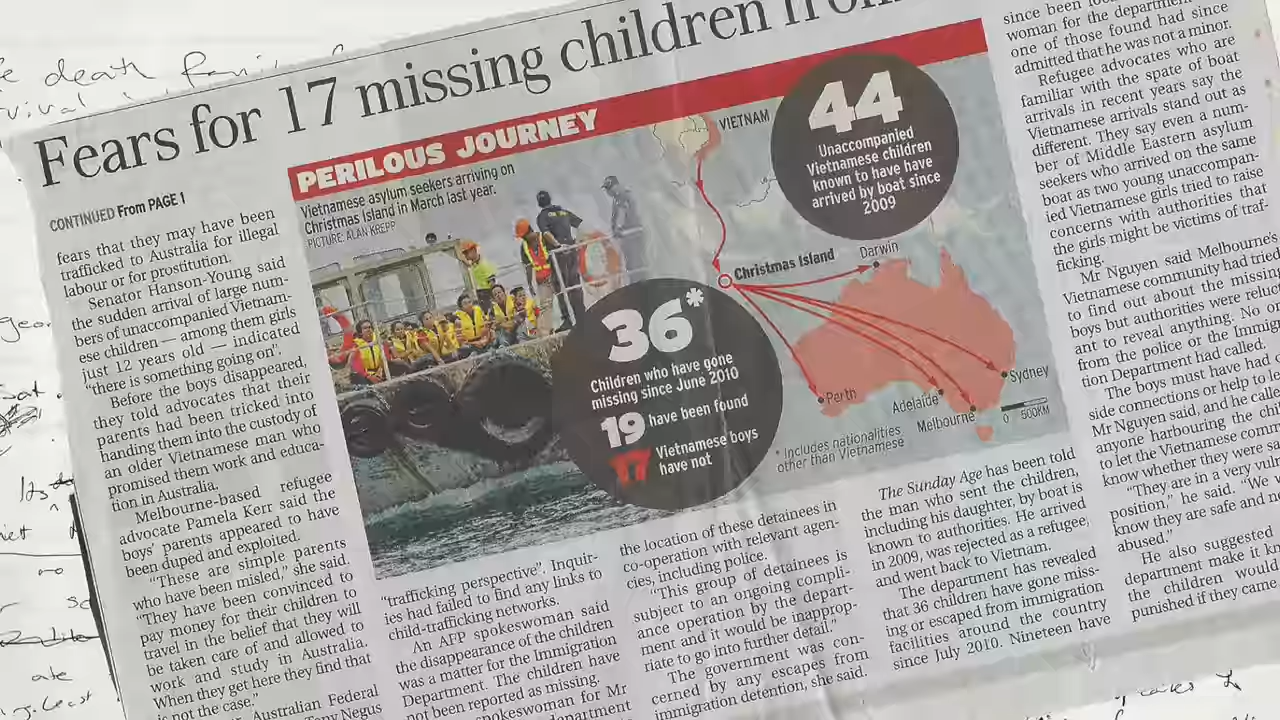 Fears for 17 missing children from
CONTINUED From PAGE 1
fears that they may have been
trafficked to Australia for illegal
labour or for prostitution.
Senator Hanson-Young said
the sudden arrival of large num-
bers of unaccompanied Vietnam-
ese children — among them girls
just 12 years old — indicated
"there is something going on".
Before the boys disappeared,
they told advocates that their
parents had been tricked into
handing them into the custody of
an older Vietnamese man who
promised them work and educa-
tion in Australia.
Melbourne-based refugee
advocate Pamela Kerr said the
boys' parents appeared to have
been duped and exploited.
"These are simple parents
who have been misled," she said.
"They have been convinced to
pay money for their children to
travel in the belief that they will
be taken care of and allowed to
work and study in Australia.
When they get here they find that
is not the case."
Australian Federal
Tony Negus
PERILOUS JOURNEY
Vietnamese asylum seekers arriving on
Christmas Island in March last year.
PICTURE: ALAN KREPP
VIETNAM
44
Unaccompanied
Vietnamese children
known to have have
arrived by boat since
2009
Christmas Island
Darwin
Perth
Adelaide
Melbourne
Sydney
0 500KM
36*
Children who have gone
missing since June 2010
19 have been found
17 Vietnamese boys
have not
* Includes nationalities
other than Vietnamese
"trafficking perspective". Inquir-
ies had failed to find any links to
child-trafficking networks.
An AFP spokesman said
the disappearance of the children
was a matter for the Immigration
Department. The children have
not been reported as missing.
spokesman for Mr
the location of these detainees in
co-operation with relevant agen-
cies, including police.
"This group of detainees is
subject to an ongoing compli-
ance operation by the depart-
ment and it would be inapprop-
riate to go into further detail."
The government was con-
cerned by any escapes from
immigration detention, she said.
The Sunday Age has been told
the man who sent the children,
including his daughter, by boat is
known to authorities. He arrived
in 2009, was rejected as a refugee,
and went back to Vietnam.
The department has revealed
that 36 children have gone miss-
ing or escaped from immigration
facilities around the country
since July 2010. Nineteen have
since been
woman for the department
one of those found had since
admitted that he was not a minor.
Refugee advocates who are
familiar with the spate of boat
arrivals in recent years say the
Vietnamese arrivals stand out as
different. They say even a num-
ber of Middle Eastern asylum
seekers who arrived on the same
boat as two young unaccompan-
ied Vietnamese girls tried to raise
concerns with authorities that
the girls might be victims of traf-
ficking.
Mr Nguyen said Melbourne's
Vietnamese community had tried
to find out about the missing
boys but authorities were reluct-
ant to reveal anything. No one
from the police or the Immigra-
tion Department had called.
The boys must have had
side connections or help to
Mr Nguyen said, and he called
anyone harbouring the
to let the Vietnamese
know whether they were
"They are in a very
position," he said. "We
know they are safe and
abused."
He also suggested
department make it
the children would
punished if they came
death